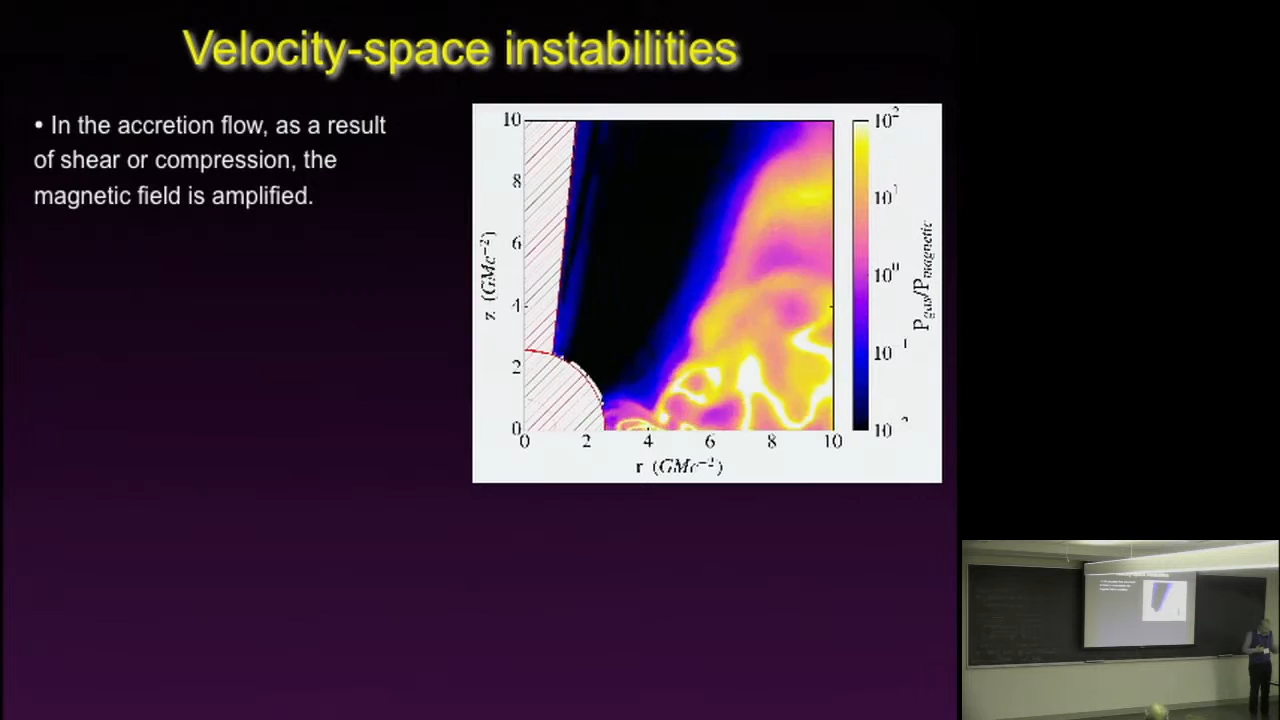 Velocity-space instabilities
• In the accretion flow, as a result
of shear or compression, the
magnetic field is amplified.
10
8
6
4
2
0
z (GMc⁻²)
0 2 4 6 8 10
r (GMc⁻²)
10²
10¹
10⁰
10⁻¹
P_gas/P_magnetic